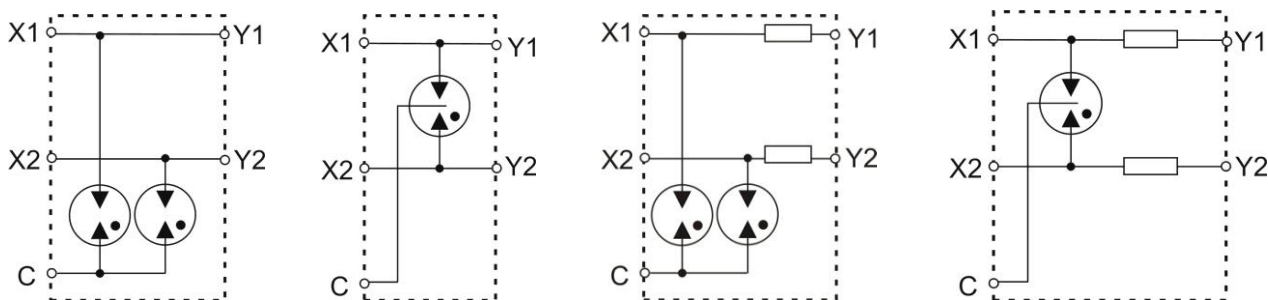 X1 Y1 X1 Y1 X1 Y1 X1 Y1
X2 Y2 X2 Y2 X2 Y2 X2 Y2
C C C C